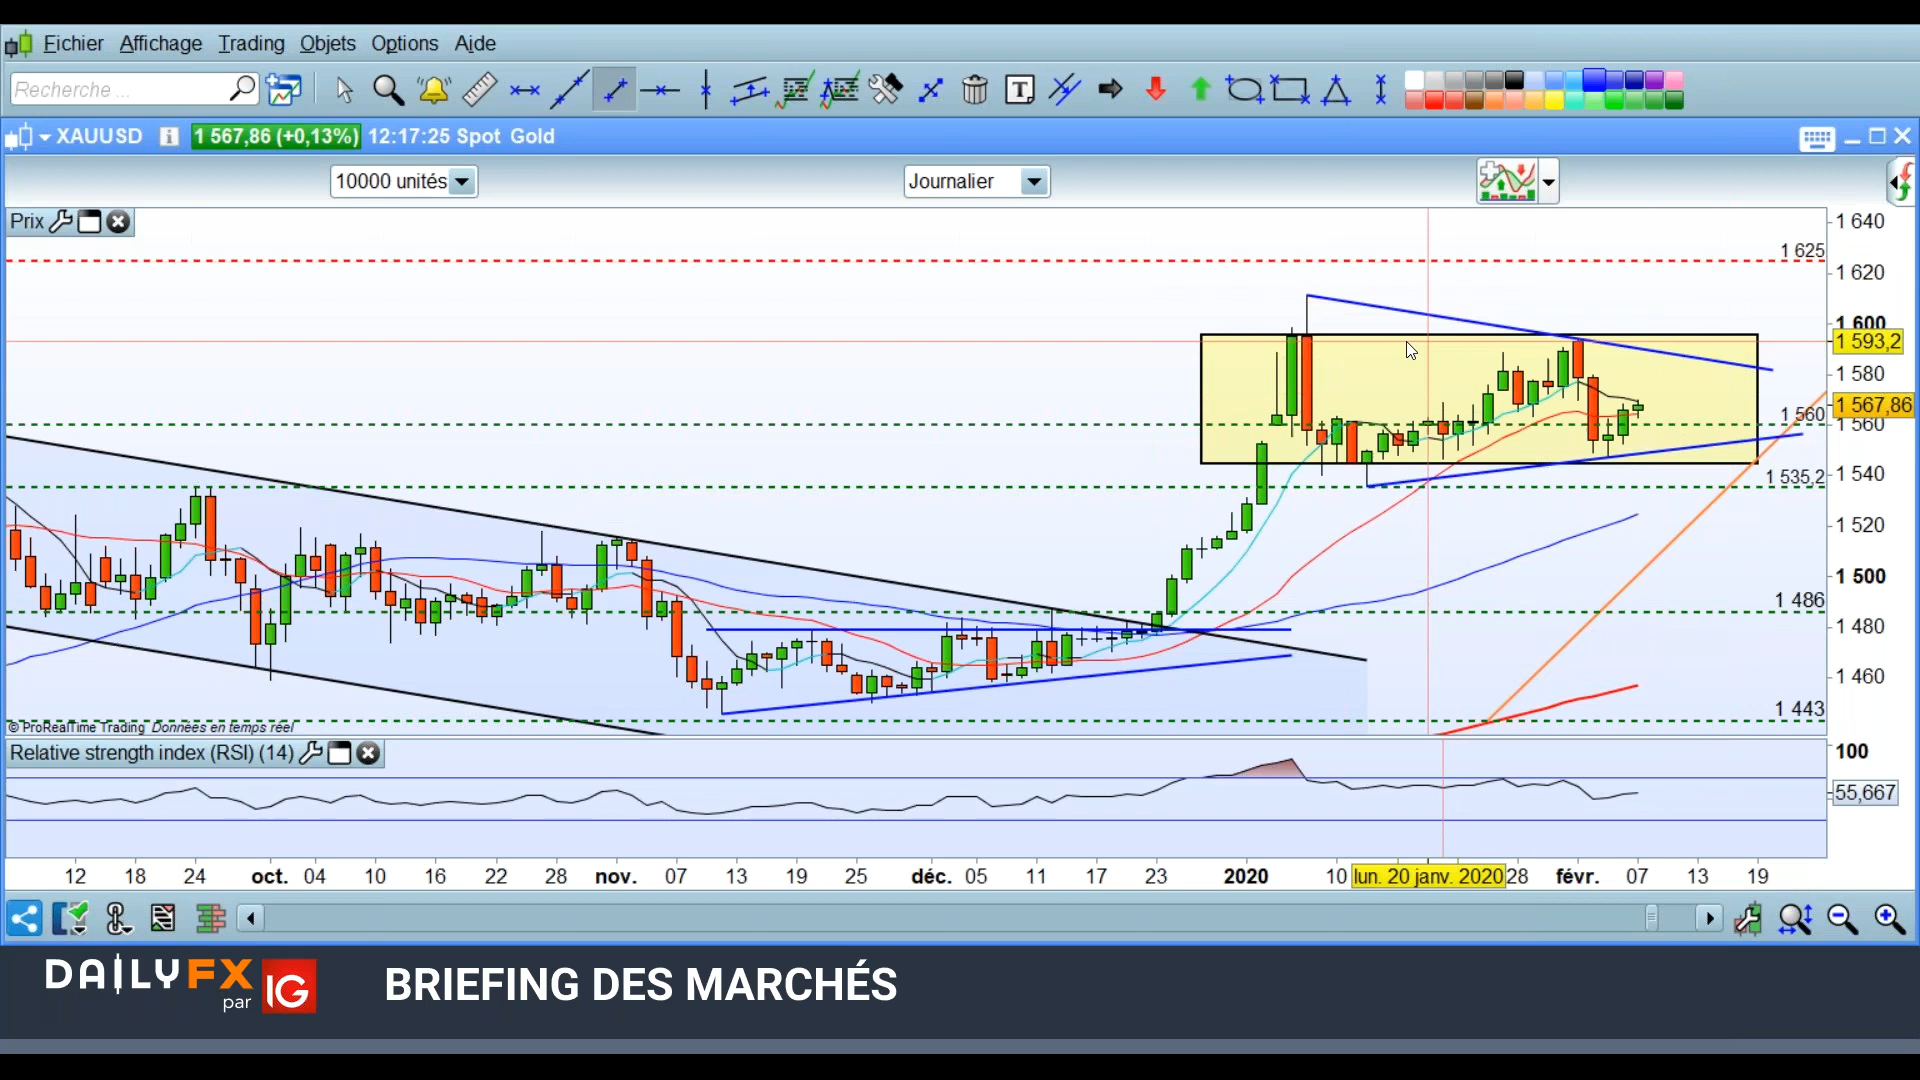 Fichier Affichage Trading Objets Options Aide
Recherche ...
XAUUSD 1 567,86 (+0,13%) 12:17:25 Spot Gold
10000 unités Journalier
Prix
1 640
1 625
1 620
1 600
1 593,2
1 580
1 567,86
1 560
1 560
1 540
1 535,2
1 520
1 500
1 486
1 480
1 460
1 443
© ProRealTime Trading Données en temps réel
Relative strength index (RSI) (14)
100
55,667
12 18 24 oct. 04 10 16 22 28 nov. 07 13 19 25 déc. 05 11 17 23 2020 10 lun. 20 janv. 2020 28 févr. 07 13 19
DAILYFX
par IG
BRIEFING DES MARCHÉS